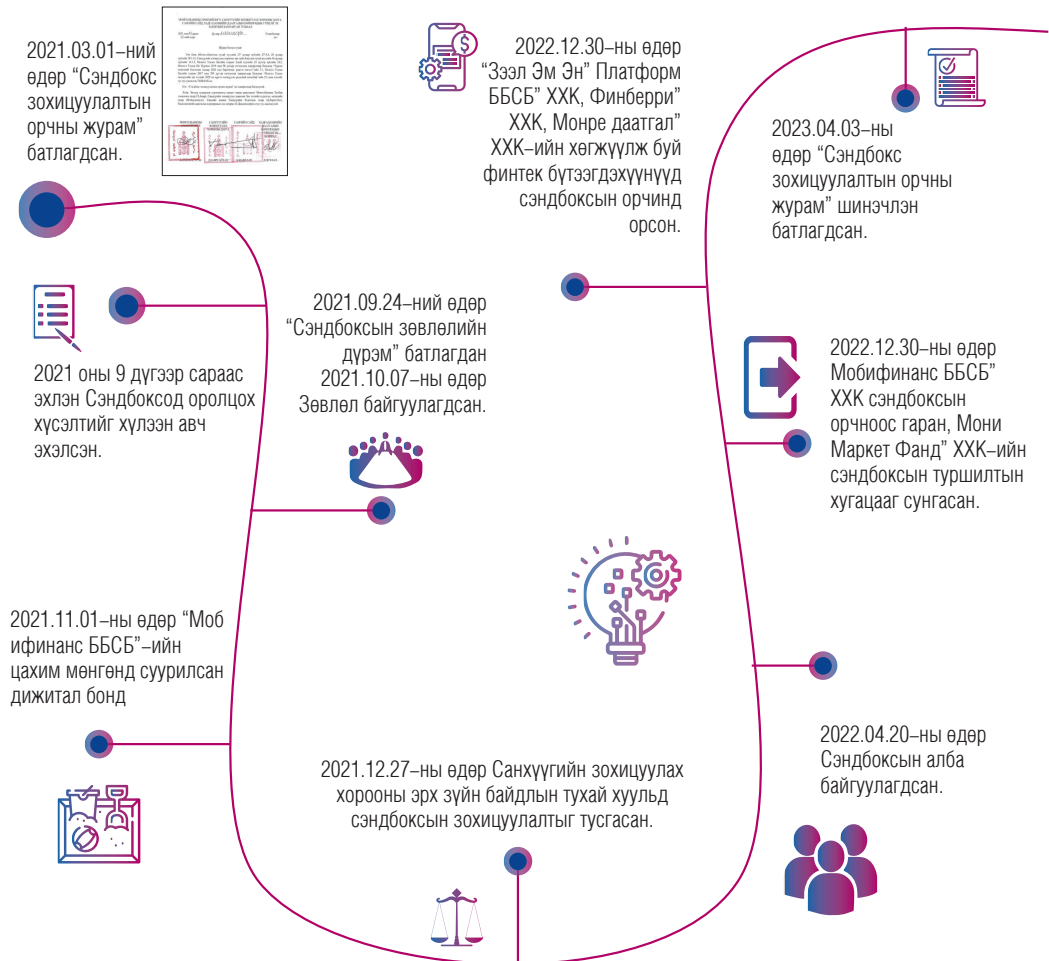 2021.03.01–ний
өдөр “Сэндбокс
зохицуулалтын
орчны журам”
батлагдсан.
2021 оны 9 дүгээр сараас
эхлэн Сэндбоксод оролцох
хүсэлтийг хүлээн авч
эхэлсэн.
2021.09.24–ний өдөр
“Сэндбоксын зөвлөлийн
дүрэм” батлагдан
2021.10.07–ны өдөр
Зөвлөл байгуулагдсан.
2021.11.01–ны өдөр “Моб
ифинанс ББСБ”–ийн
цахим мөнгөнд суурилсан
дижитал бонд
2021.12.27–ны өдөр Санхүүгийн зохицуулах
хорооны эрх зүйн байдлын тухай хуульд
сэндбоксын зохицуулалтыг тусгасан.
2022.04.20–ны өдөр
Сэндбоксын алба
байгуулагдсан.
2022.12.30–ны өдөр
Мобифинанс ББСБ”
ХХК сэндбоксын
орчноос гаран, Мони
Маркет Фанд” ХХК–ийн
сэндбоксын туршилтын
хугацааг сунгасан.
2022.12.30–ны өдөр
“Зээл Эм Эн” Платформ
ББСБ” ХХК, Финберри”
ХХК, Монре даатгал”
ХХК–ийн хөгжүүлж буй
финтек бүтээгдэхүүнүүд
сэндбоксын орчинд
орсон.
2023.04.03–ны
өдөр “Сэндбокс
зохицуулалтын орчны
журам” шинэчлэн
батлагдсан.